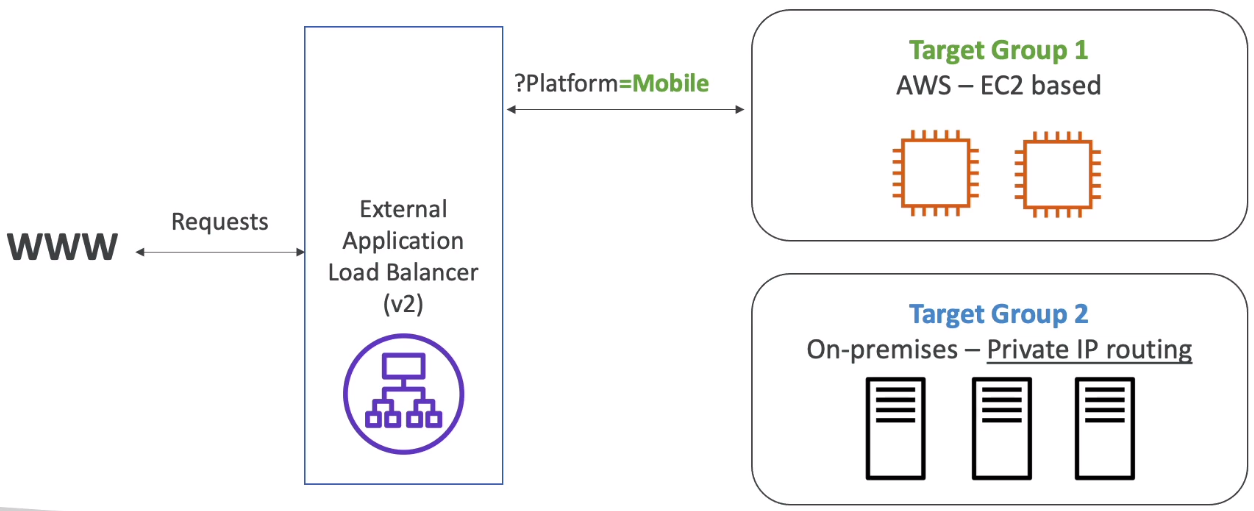 WWW
Requests
External
Application
Load Balancer
(v2)
?Platform=Mobile
Target Group 1
AWS – EC2 based
Target Group 2
On-premises – Private IP routing